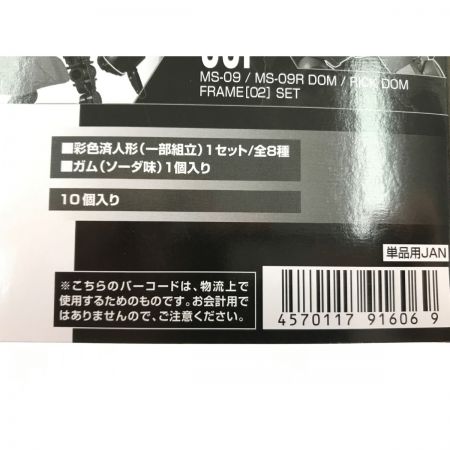 MS-09 / MS-09R DOM / RICK DOM
FRAME[02] SET
■彩色済人形(一部組立)1セット/全8種
■ガム(ソーダ味)1個入り
10個入り
単品用JAN
※こちらのバーコードは、物流上で
使用するためのものです。お会計用で
はありませんので、ご注意ください。
4570117 91606 9